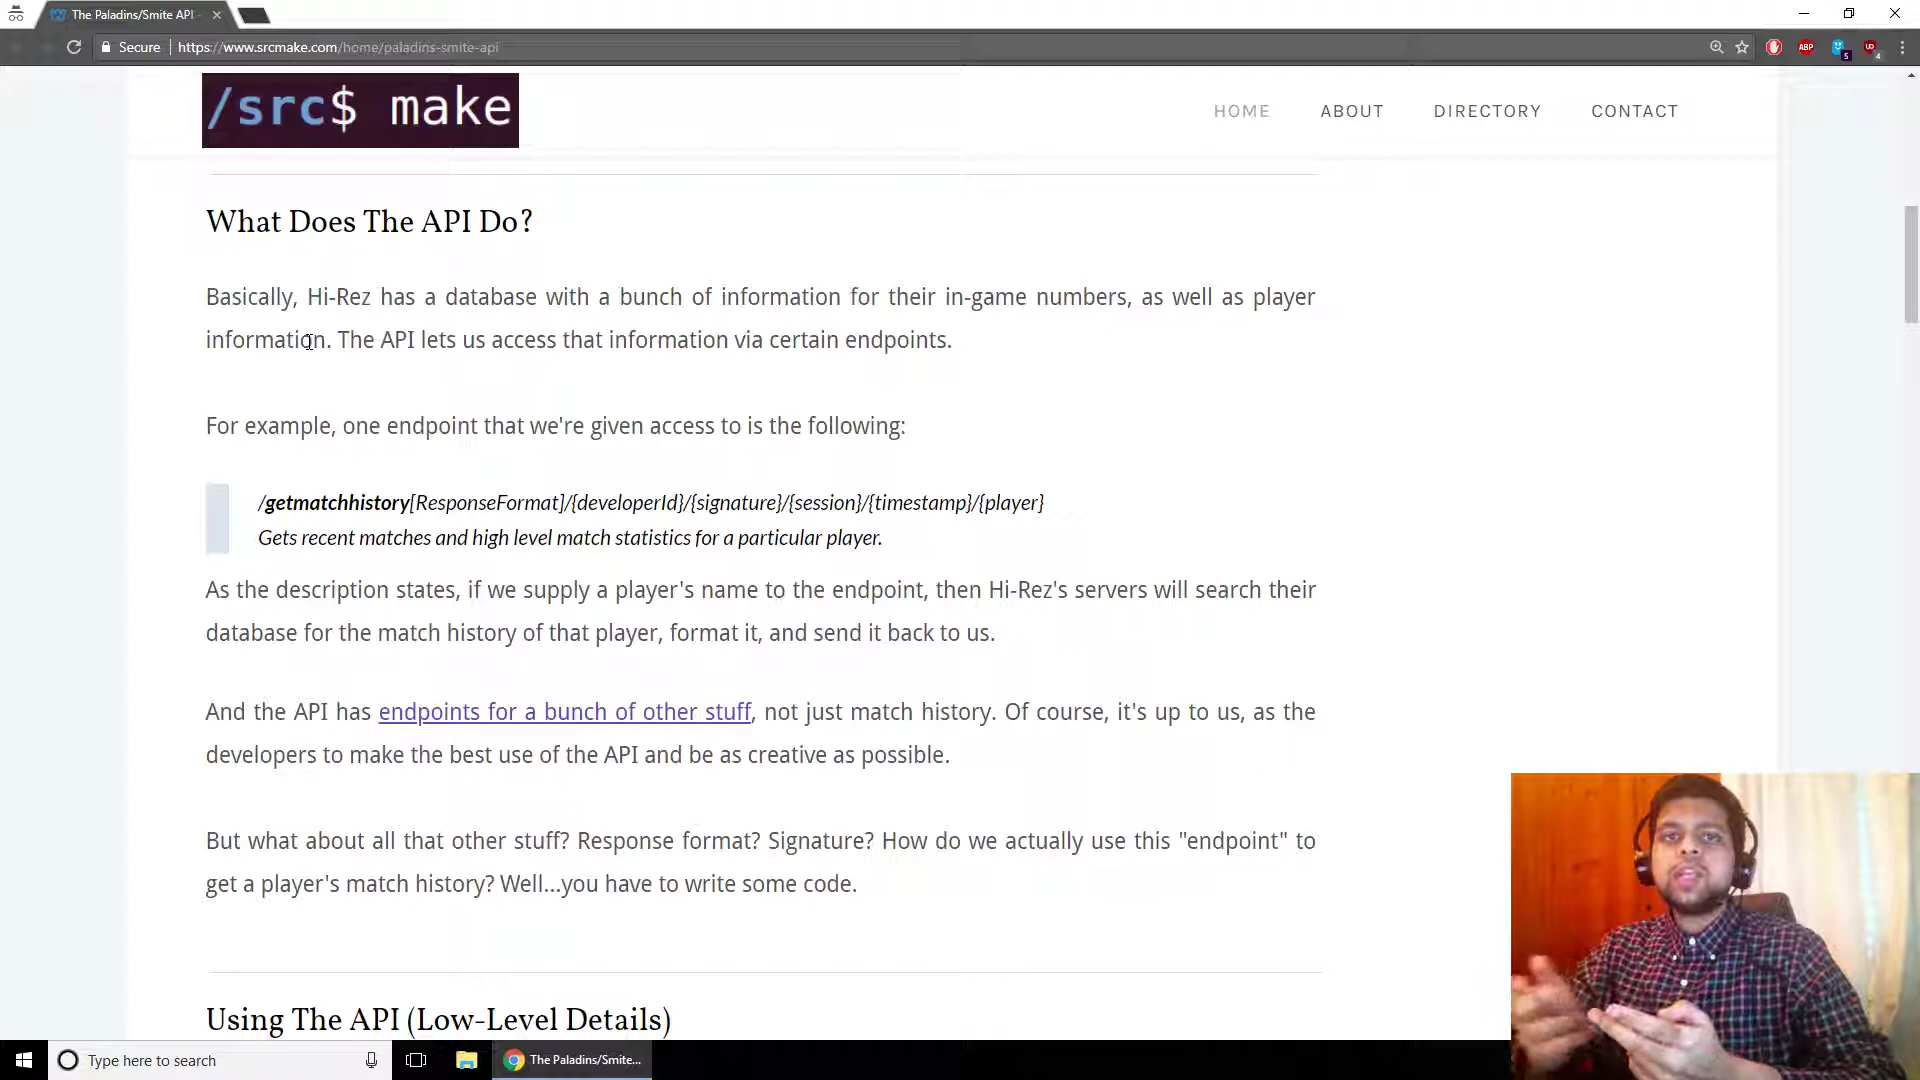 The Paladins/Smite API -
Secure
https://www.srcmake.com/home/paladins-smite-api
ABP
5
4
/src$ make
HOME
ABOUT
DIRECTORY
CONTACT
What Does The API Do?
Basically, Hi-Rez has a database with a bunch of information for their in-game numbers, as well as player
information. The API lets us access that information via certain endpoints.
For example, one endpoint that we're given access to is the following:
/getmatchhistory[ResponseFormat]/{developerId}/{signature}/{session}/{timestamp}/{player}
Gets recent matches and high level match statistics for a particular player.
As the description states, if we supply a player's name to the endpoint, then Hi-Rez's servers will search their
database for the match history of that player, format it, and send it back to us.
And the API has endpoints for a bunch of other stuff, not just match history. Of course, it's up to us, as the
developers to make the best use of the API and be as creative as possible.
But what about all that other stuff? Response format? Signature? How do we actually use this "endpoint" to
get a player's match history? Well...you have to write some code.
Using The API (Low-Level Details)
Type here to search
The Paladins/Smite...